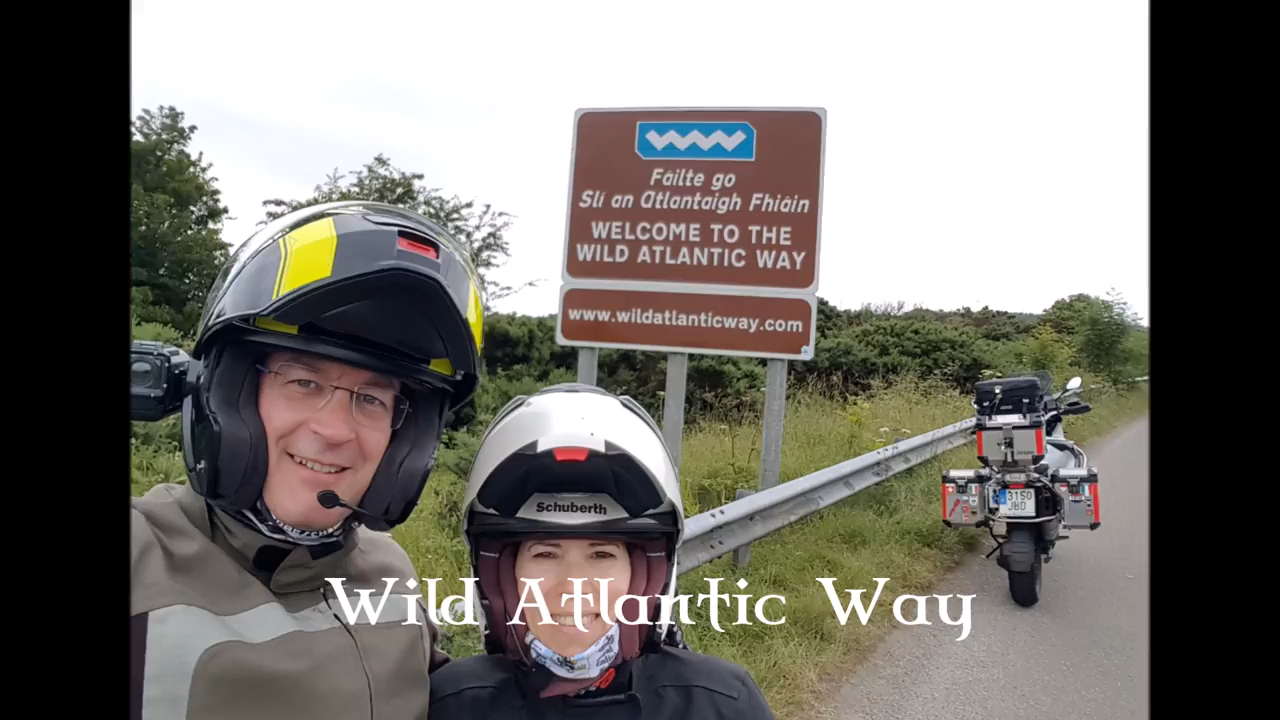 Fáilte go
Slí an Atlantaigh Fhiáin
WELCOME TO THE
WILD ATLANTIC WAY
www.wildatlanticway.com
3150
JBD
Schuberth
Wild Atlantic Way